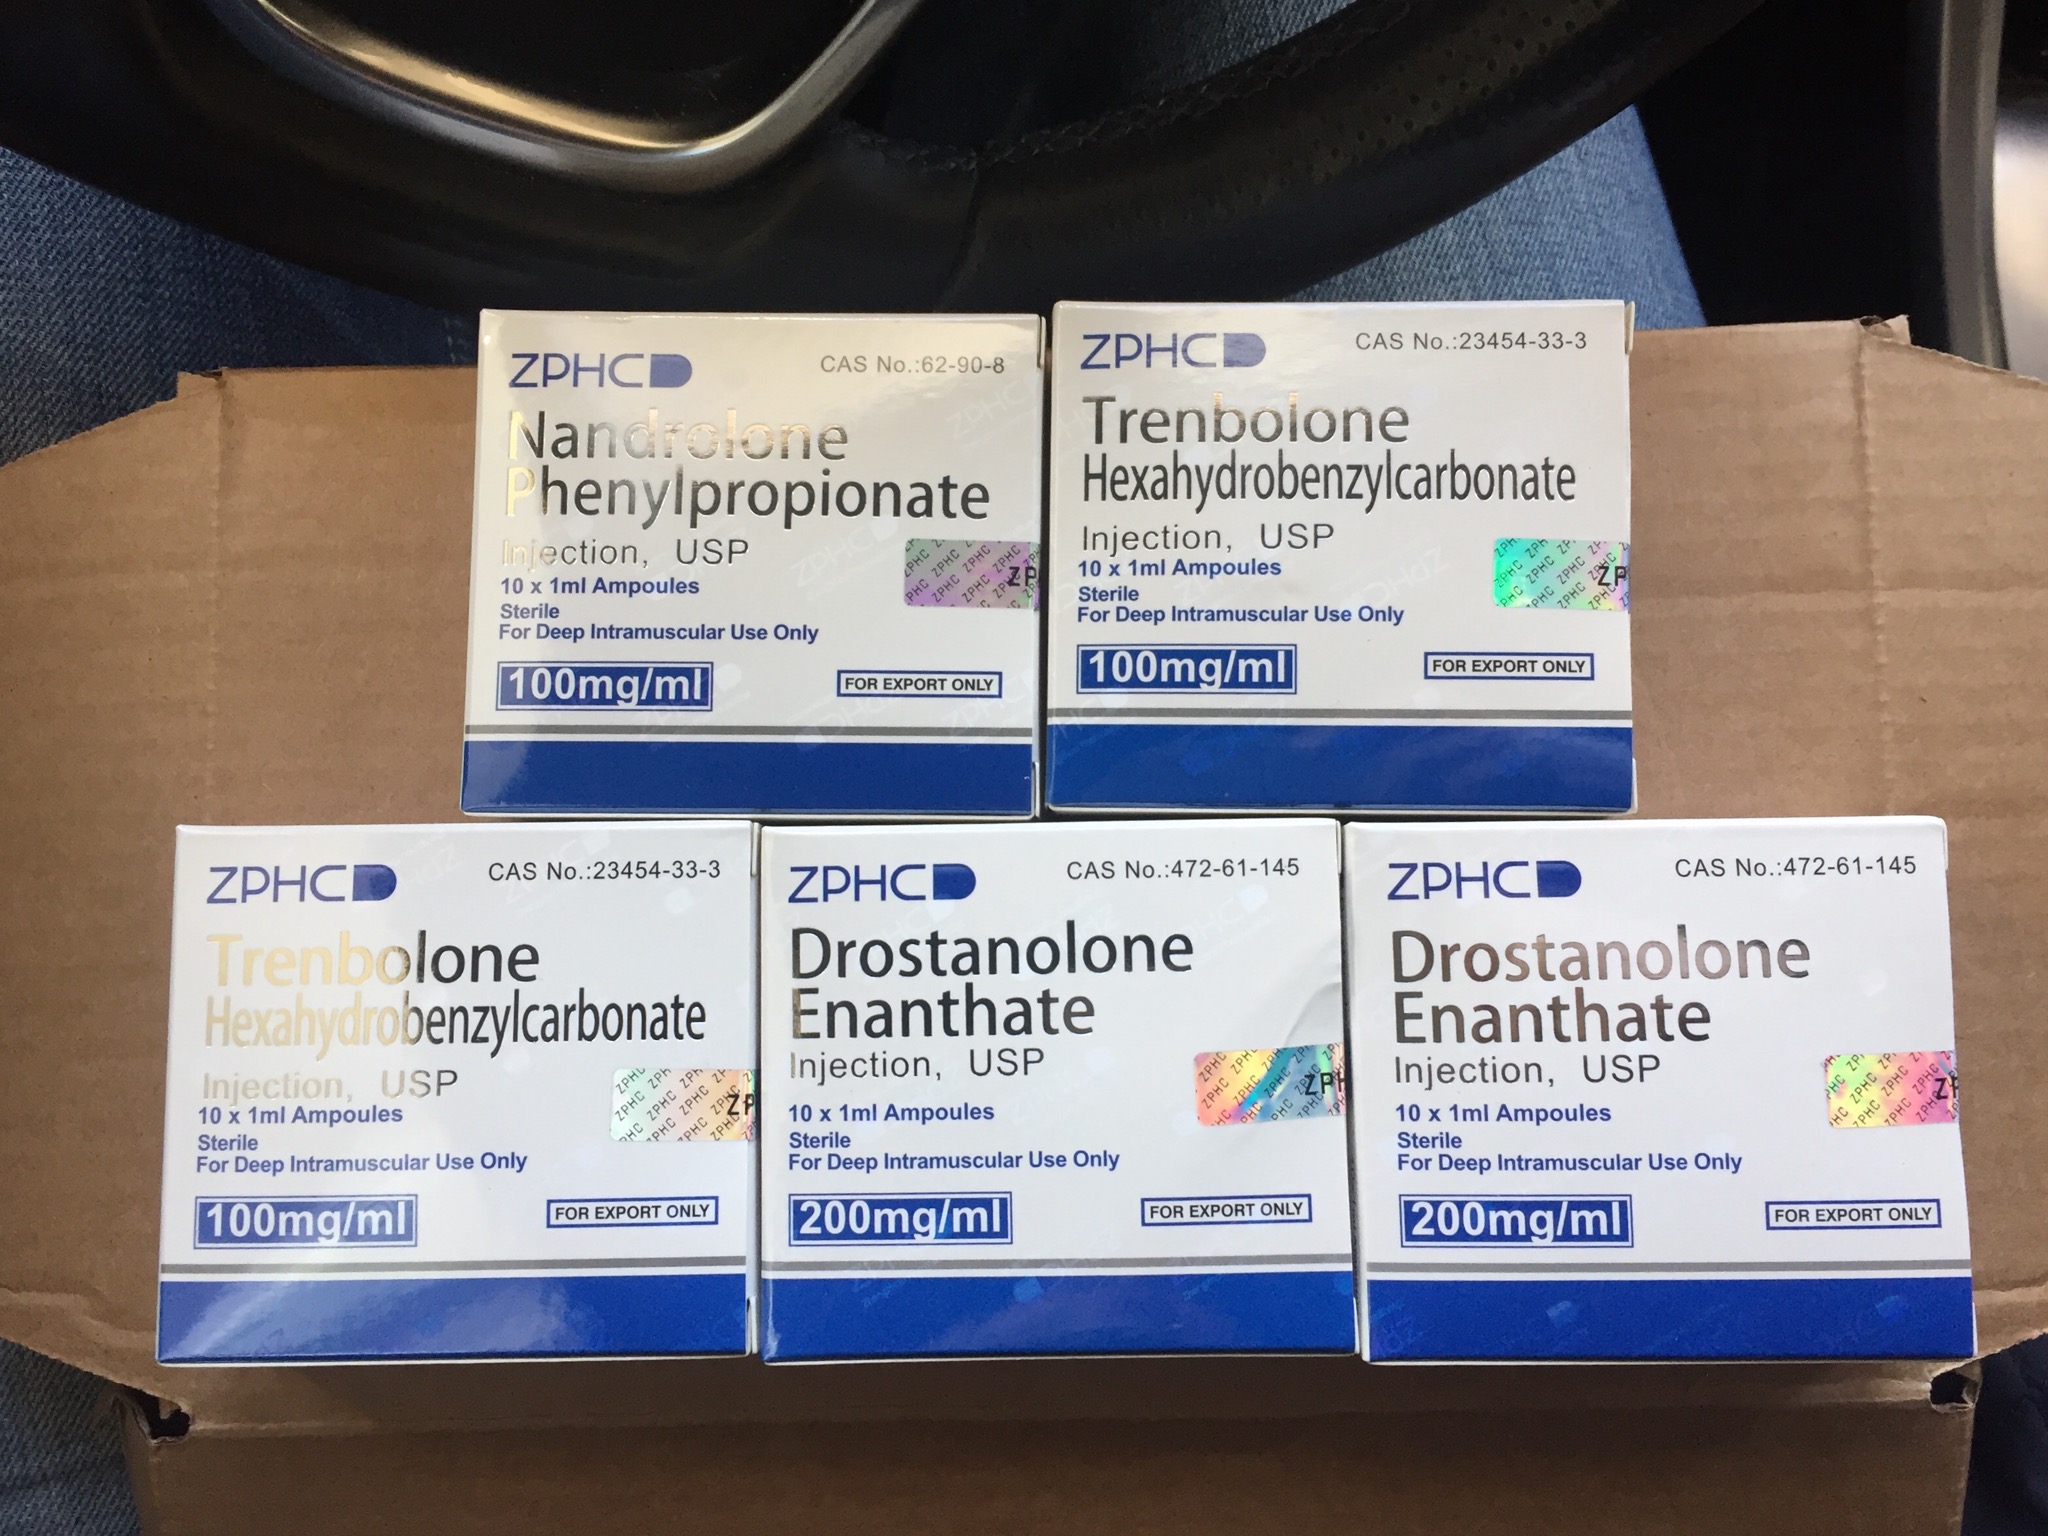 ZPHC
CAS No.:62-90-8
Nandrolone
Phenylpropionate
Injection, USP
10 x 1ml Ampoules
Sterile
For Deep Intramuscular Use Only
100mg/ml
FOR EXPORT ONLY
ZPHC
CAS No.:23454-33-3
Trenbolone
Hexahydrobenzylcarbonate
Injection, USP
10 x 1ml Ampoules
Sterile
For Deep Intramuscular Use Only
100mg/ml
FOR EXPORT ONLY
ZPHC
CAS No.:23454-33-3
Trenbolone
Hexahydrobenzylcarbonate
Injection, USP
10 x 1ml Ampoules
Sterile
For Deep Intramuscular Use Only
100mg/ml
FOR EXPORT ONLY
ZPHC
CAS No.:472-61-145
Drostanolone
Enanthate
Injection, USP
10 x 1ml Ampoules
Sterile
For Deep Intramuscular Use Only
200mg/ml
FOR EXPORT ONLY
ZPHC
CAS No.:472-61-145
Drostanolone
Enanthate
Injection, USP
10 x 1ml Ampoules
Sterile
For Deep Intramuscular Use Only
200mg/ml
FOR EXPORT ONLY